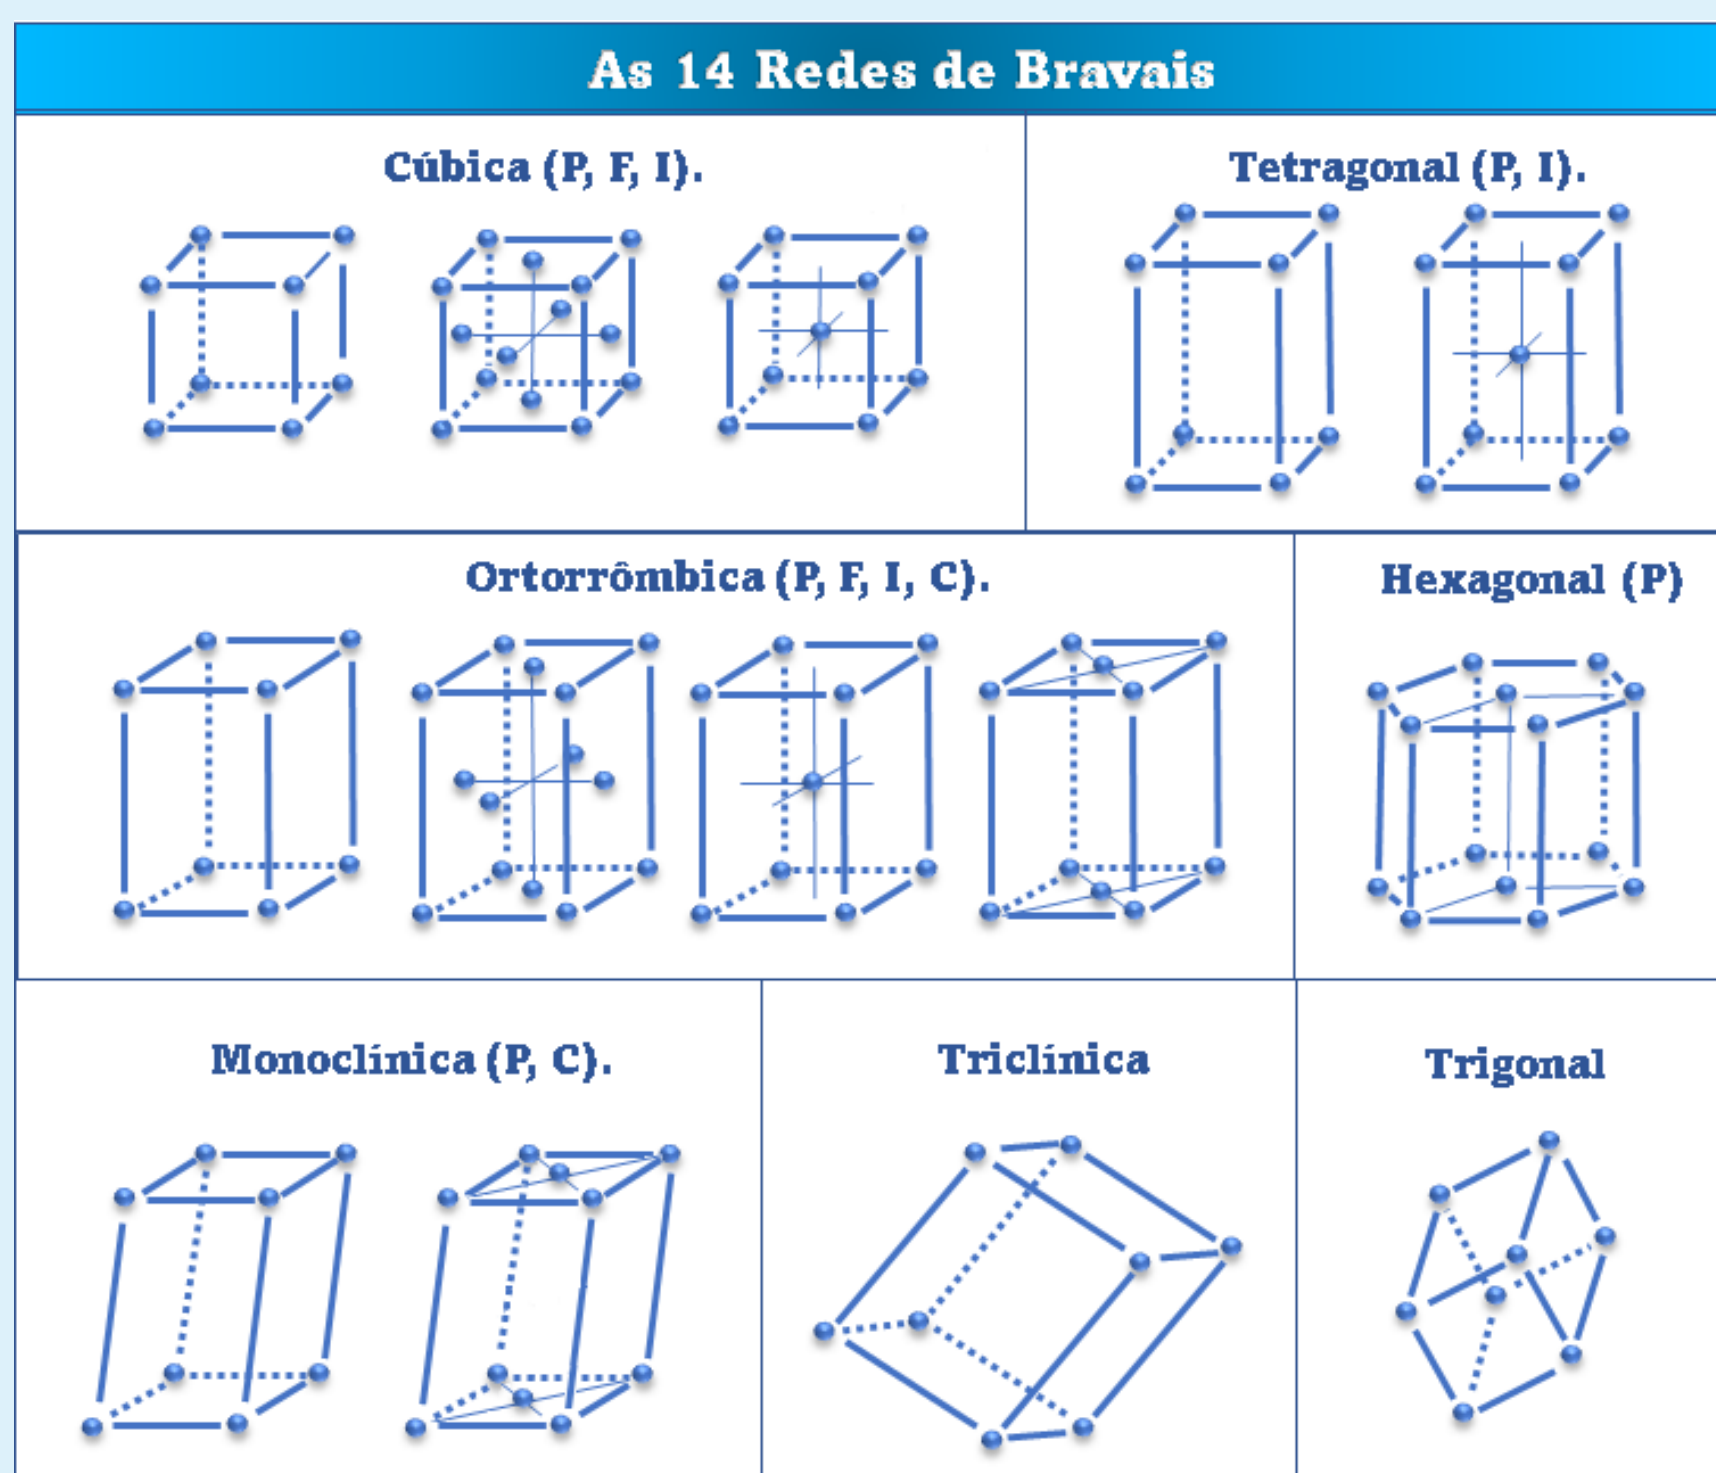 As 14 Redes de Bravais
Cúbica (P, F, I).
Tetragonal (P, I).
Ortorrômbica (P, F, I, C).
Hexagonal (P)
Monoclínica (P, C).
Triclínica
Trigonal